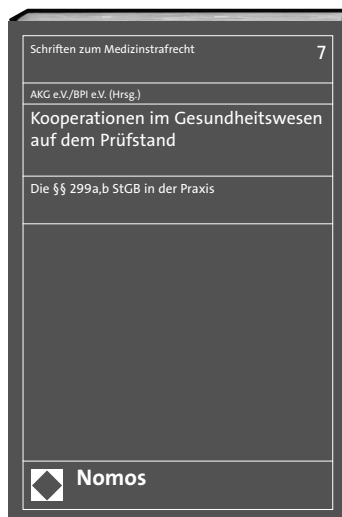 Schriften zum Medizinstrafrecht 7
AKG e.V./BPI e.V. (Hrsg.)
Kooperationen im Gesundheitswesen
auf dem Prüfstand
Die §§ 299a,b StGB in der Praxis
Nomos